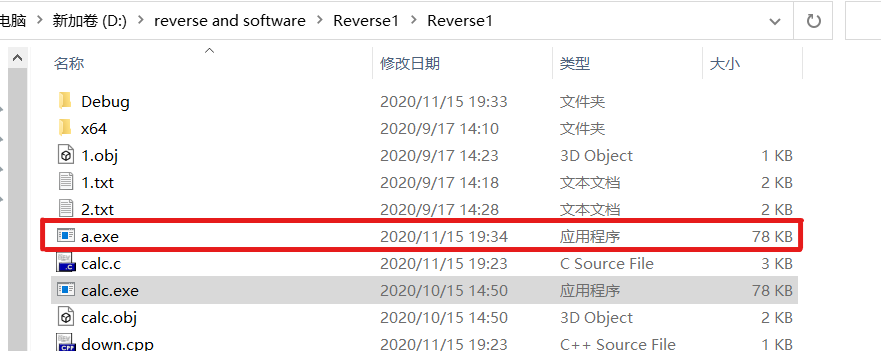 电脑 > 新加卷 (D:) > reverse and software > Reverse1 > Reverse1
名称 修改日期 类型 大小
Debug 2020/11/15 19:33 文件夹
x64 2020/9/17 14:10 文件夹
1.obj 2020/9/17 14:23 3D Object 1 KB
1.txt 2020/9/17 14:18 文本文档 2 KB
2.txt 2020/9/17 14:28 文本文档 2 KB
a.exe 2020/11/15 19:34 应用程序 78 KB
calc.c 2020/11/15 19:23 C Source File 3 KB
calc.exe 2020/10/15 14:50 应用程序 78 KB
calc.obj 2020/10/15 14:50 3D Object 2 KB
down.cpp 2020/11/15 19:23 C++ Source File 1 KB